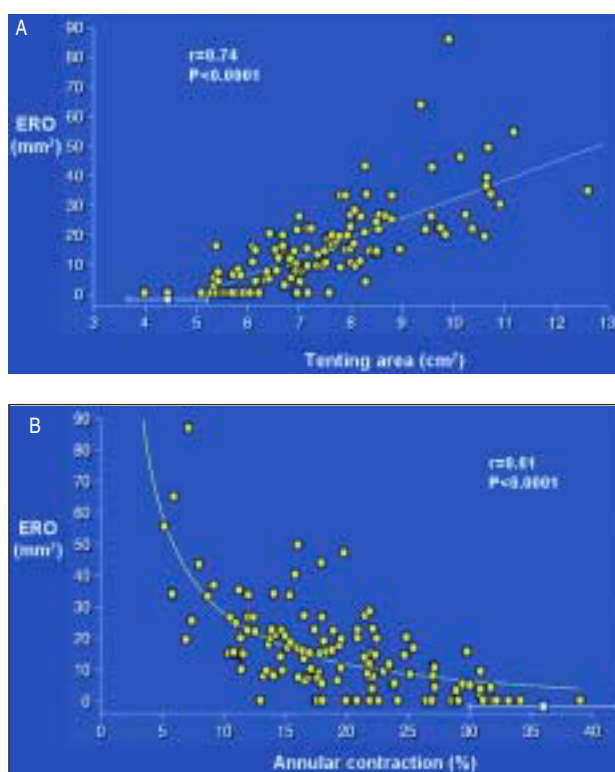 A
90
80
70
60
50
40
30
20
10
0
ERO
(mm²)
r=0.74
P<0.0001
3 4 5 6 7 8 9 10 11 12 13
Tenting area (cm²)
B
90
80
70
60
50
40
30
20
10
0
ERO
(mm²)
r=0.61
P<0.0001
0 5 10 15 20 25 30 35 40
Annular contraction (%)